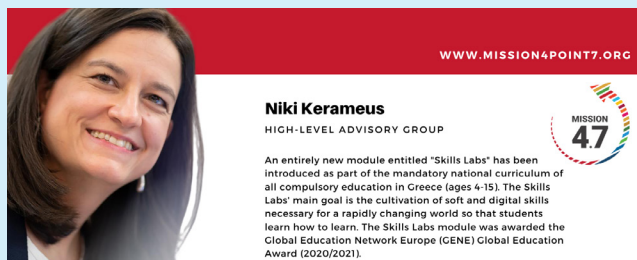 WWW.MISSION4POINT7.ORG
Niki Kerameus
HIGH-LEVEL ADVISORY GROUP
MISSION
4.7
An entirely new module entitled "Skills Labs" has been
introduced as part of the mandatory national curriculum of
all compulsory education in Greece (ages 4-15). The Skills
Labs' main goal is the cultivation of soft and digital skills
necessary for a rapidly changing world so that students
learn how to learn. The Skills Labs module was awarded the
Global Education Network Europe (GENE) Global Education
Award (2020/2021).